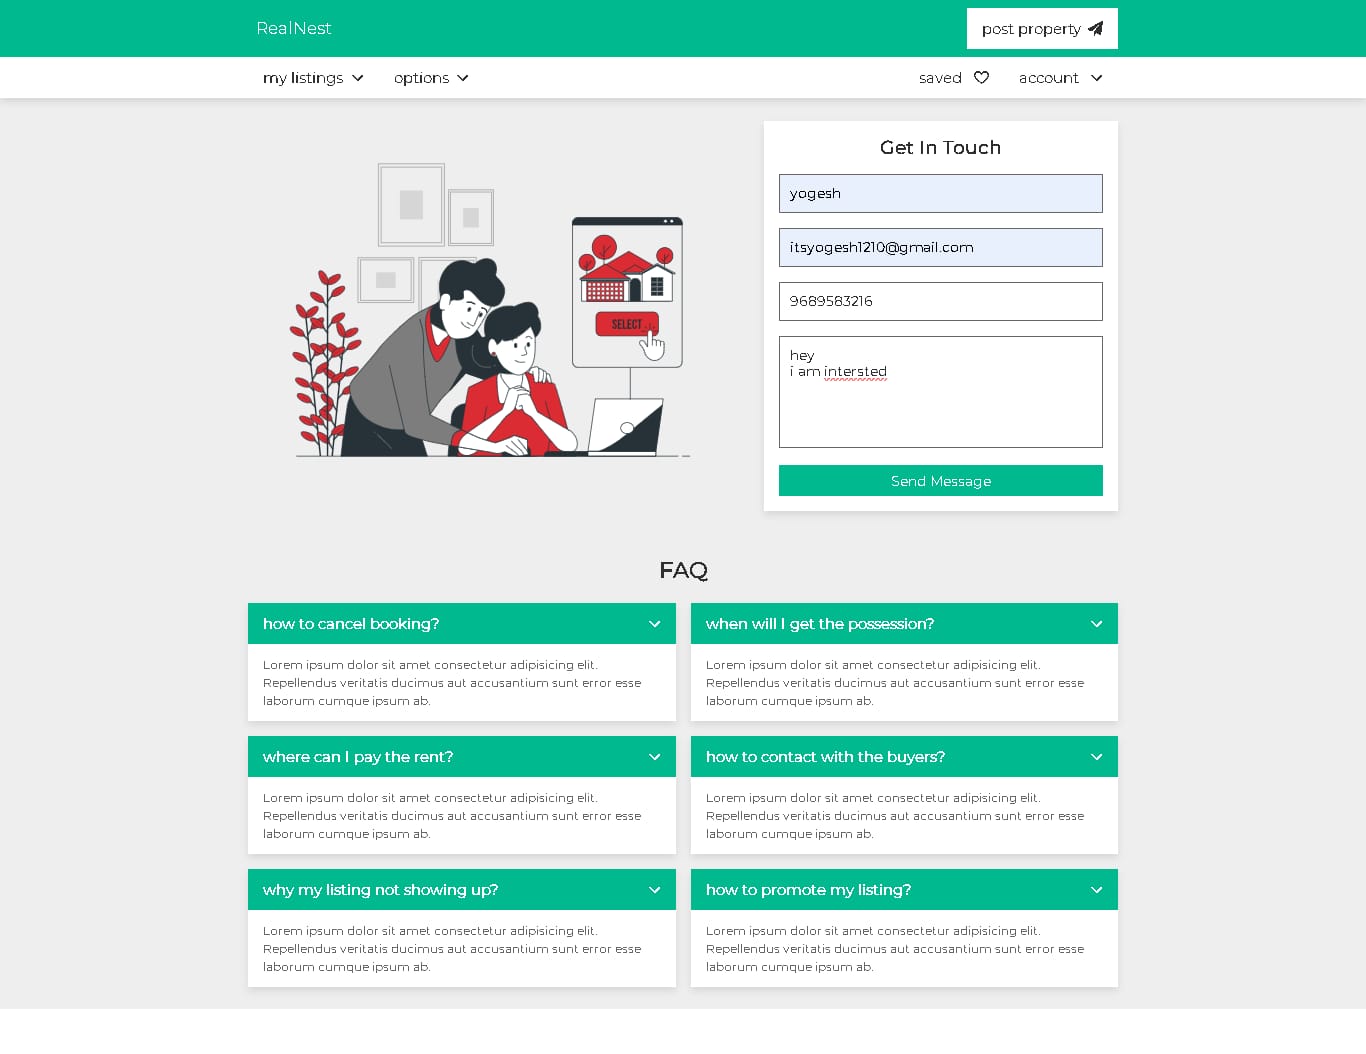 RealNest
post property
my listings
options
saved
account
Get In Touch
yogesh
itsyogesh1210@gmail.com
9689583216
hey
i am intersted
Send Message
SELECT
FAQ
how to cancel booking?
Lorem ipsum dolor sit amet consectetur adipisicing elit.
Repellendus veritatis ducimus aut accusantium sunt error esse
laborum cumque ipsum ab.
when will I get the possession?
Lorem ipsum dolor sit amet consectetur adipisicing elit.
Repellendus veritatis ducimus aut accusantium sunt error esse
laborum cumque ipsum ab.
where can I pay the rent?
Lorem ipsum dolor sit amet consectetur adipisicing elit.
Repellendus veritatis ducimus aut accusantium sunt error esse
laborum cumque ipsum ab.
how to contact with the buyers?
Lorem ipsum dolor sit amet consectetur adipisicing elit.
Repellendus veritatis ducimus aut accusantium sunt error esse
laborum cumque ipsum ab.
why my listing not showing up?
Lorem ipsum dolor sit amet consectetur adipisicing elit.
Repellendus veritatis ducimus aut accusantium sunt error esse
laborum cumque ipsum ab.
how to promote my listing?
Lorem ipsum dolor sit amet consectetur adipisicing elit.
Repellendus veritatis ducimus aut accusantium sunt error esse
laborum cumque ipsum ab.